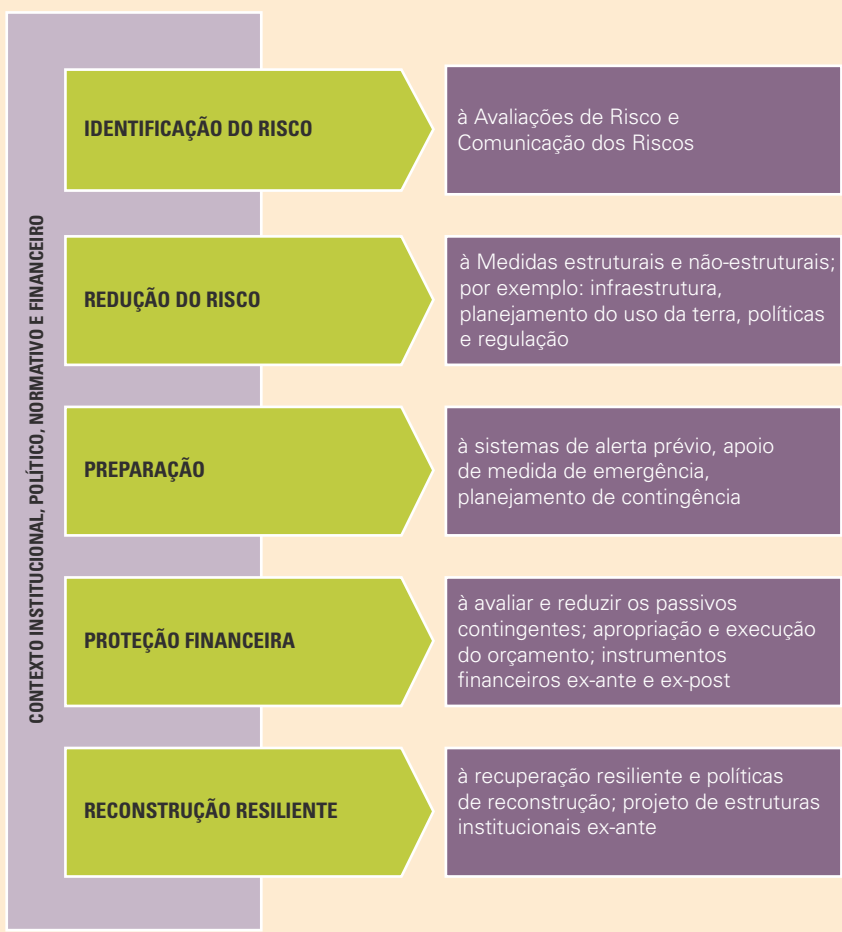 CONTEXTO INSTITUCIONAL, POLÍTICO, NORMATIVO E FINANCEIRO
IDENTIFICAÇÃO DO RISCO
à Avaliações de Risco e
Comunicação dos Riscos
REDUÇÃO DO RISCO
à Medidas estruturais e não-estruturais;
por exemplo: infraestrutura,
planejamento do uso da terra, políticas
e regulação
PREPARAÇÃO
à sistemas de alerta prévio, apoio
de medida de emergência,
planejamento de contingência
PROTEÇÃO FINANCEIRA
à avaliar e reduzir os passivos
contingentes; apropriação e execução
do orçamento; instrumentos
financeiros ex-ante e ex-post
RECONSTRUÇÃO RESILIENTE
à recuperação resiliente e políticas
de reconstrução; projeto de estruturas
institucionais ex-ante